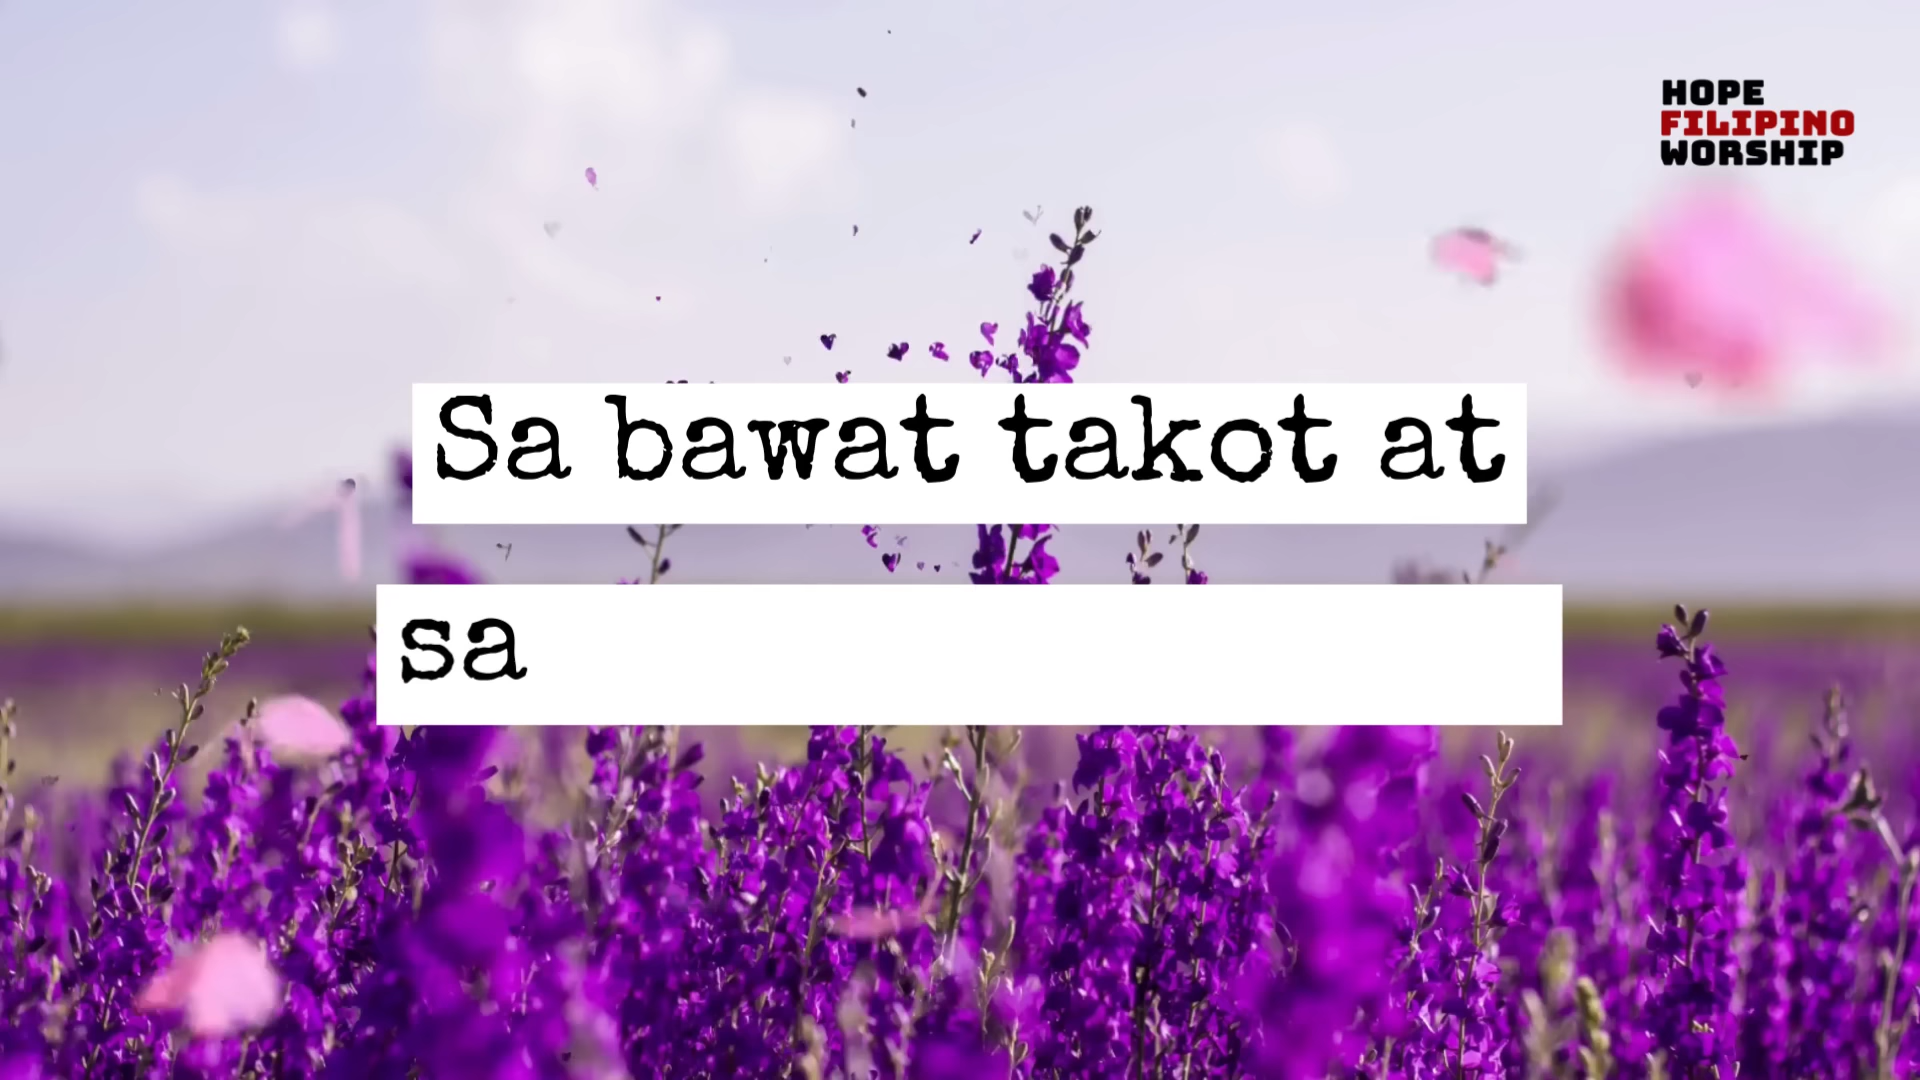 HOPE
FILIPINO
WORSHIP
Sa bawat takot at
sa